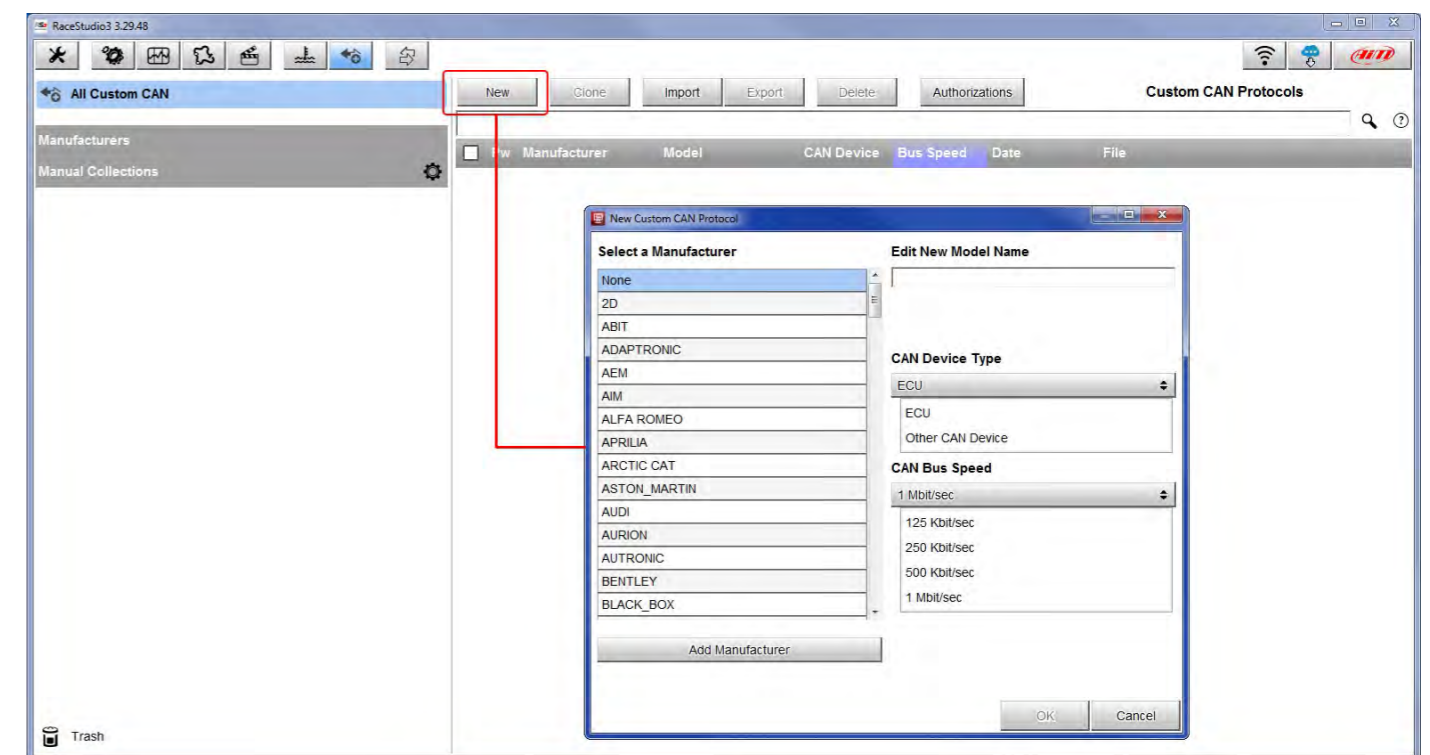 RaceStudio3 3.29.48
AiM
All Custom CAN
New Clone Import Export Delete Authorizations Custom CAN Protocols
Manufacturers
Manual Collections
Manufacturer Model CAN Device Bus Speed Date File
New Custom CAN Protocol
Select a Manufacturer
None
2D
ABIT
ADAPTRONIC
AEM
AIM
ALFA ROMEO
APRILIA
ARCTIC CAT
ASTON_MARTIN
AUDI
AURION
AUTRONIC
BENTLEY
BLACK_BOX
Add Manufacturer
Edit New Model Name
CAN Device Type
ECU
ECU
Other CAN Device
CAN Bus Speed
1 Mbit/sec
125 Kbit/sec
250 Kbit/sec
500 Kbit/sec
1 Mbit/sec
OK Cancel
Trash